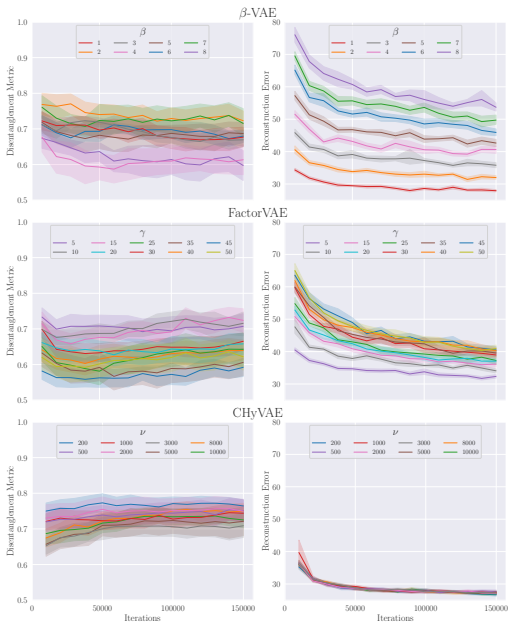 β-VAE
Disentanglement Metric
1.0
0.9
0.8
0.7
0.6
0.5
β
1 3 5 7
2 4 6 8
Reconstruction Error
80
70
60
50
40
30
β
1 3 5 7
2 4 6 8
FactorVAE
Disentanglement Metric
1.0
0.9
0.8
0.7
0.6
0.5
γ
5 15 25 35 45
10 20 30 40 50
Reconstruction Error
80
70
60
50
40
30
γ
5 15 25 35 45
10 20 30 40 50
CHyVAE
Disentanglement Metric
1.0
0.9
0.8
0.7
0.6
0.5
ν
200 1000 3000 8000
500 2000 5000 10000
0 50000 100000 150000
Iterations
Reconstruction Error
80
70
60
50
40
30
ν
200 1000 3000 8000
500 2000 5000 10000
0 50000 100000 150000
Iterations